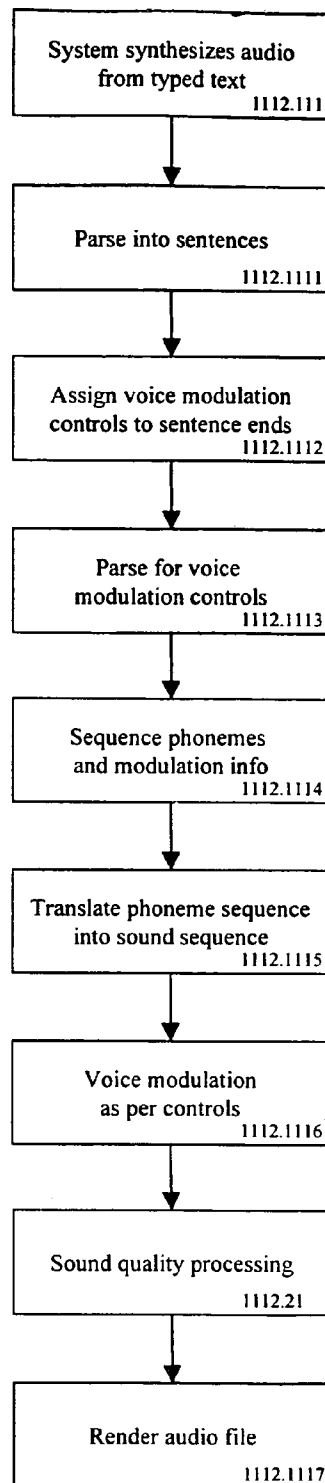 System synthesizes audio
from typed text
1112.111
Parse into sentences
1112.1111
Assign voice modulation
controls to sentence ends
1112.1112
Parse for voice
modulation controls
1112.1113
Sequence phonemes
and modulation info
1112.1114
Translate phoneme sequence
into sound sequence
1112.1115
Voice modulation
as per controls
1112.1116
Sound quality processing
1112.21
Render audio file
1112.1117